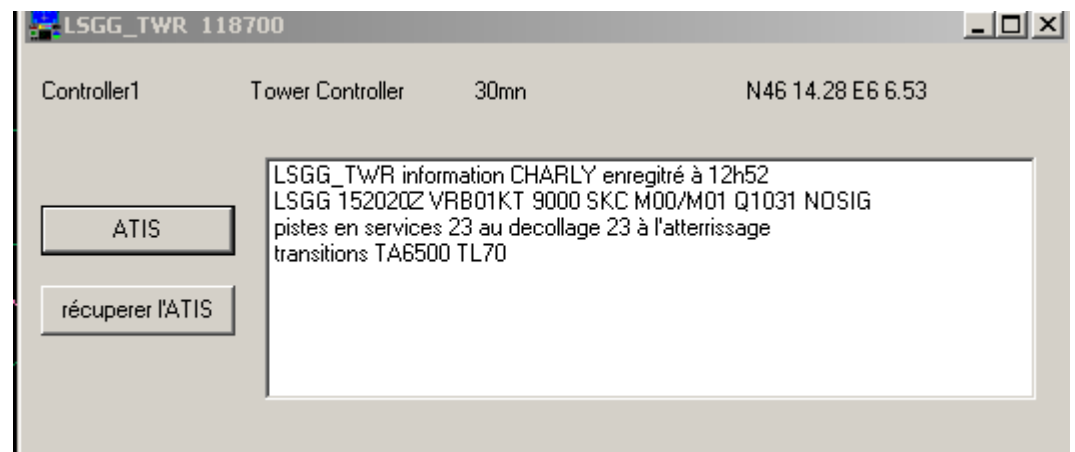 LSGG_TWR 118700
Controller1 Tower Controller 30mn N46 14.28 E6 6.53
LSGG_TWR information CHARLY enregitré à 12h52
LSGG 152020Z VRB01KT 9000 SKC M00/M01 Q1031 NOSIG
pistes en services 23 au decollage 23 à l'atterrissage
transitions TA6500 TL70
ATIS
récuperer l'ATIS